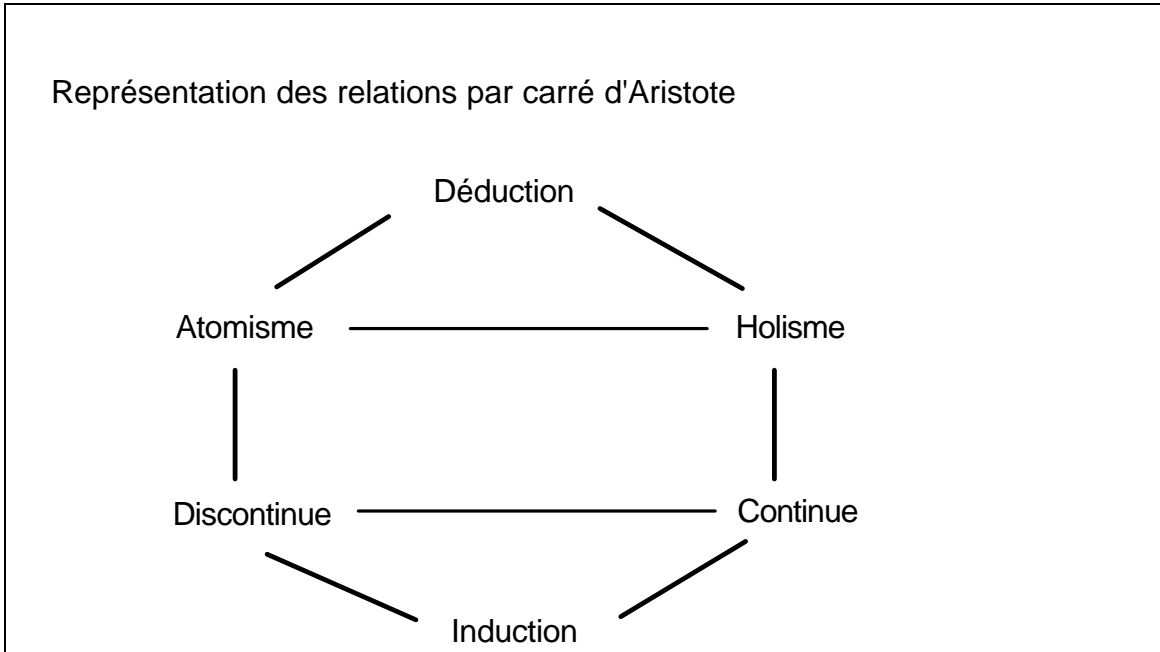 Représentation des relations par carré d'Aristote
Déduction
Atomisme Holisme
Discontinue Continue
Induction